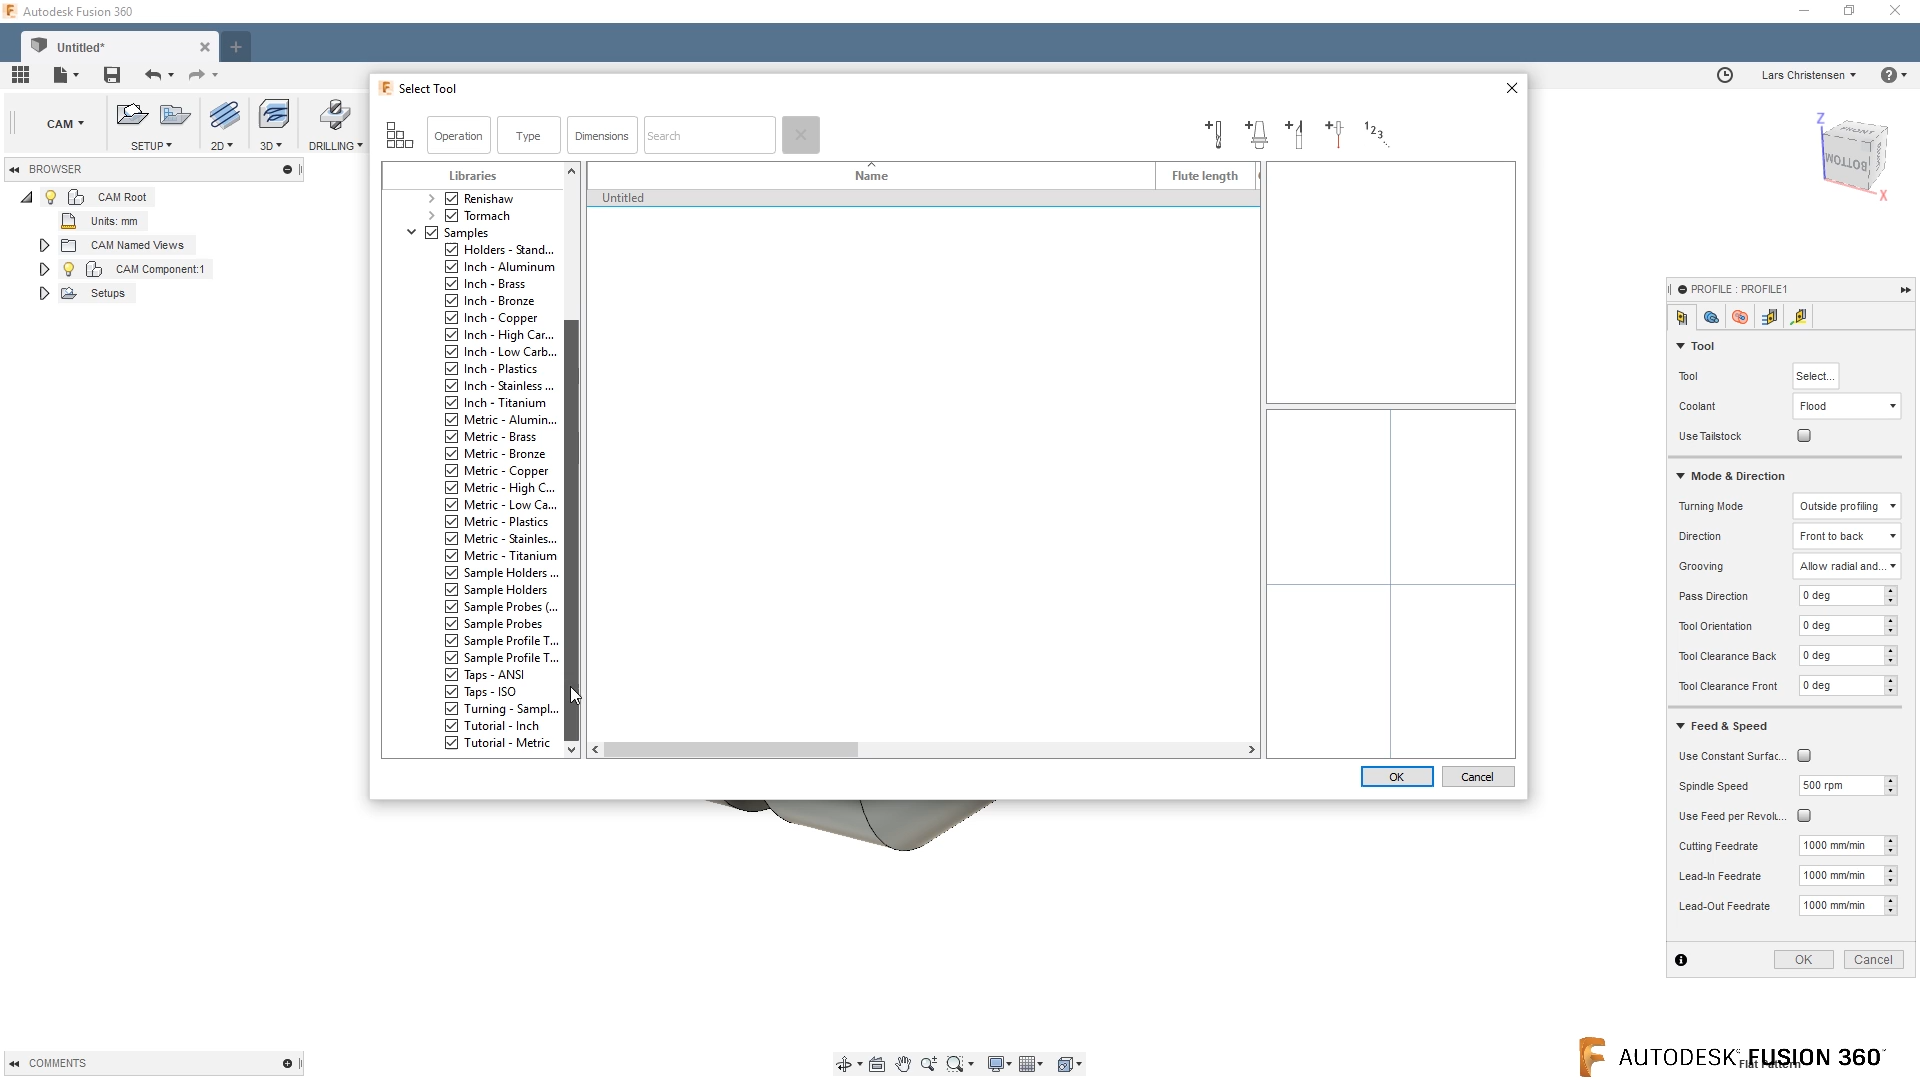 Autodesk Fusion 360
Untitled*
Lars Christensen
CAM
SETUP
2D
3D
DRILLING
BROWSER
CAM Root
Units: mm
CAM Named Views
CAM Component:1
Setups
Select Tool
Operation
Type
Dimensions
Search
1 2 3
Libraries
Name
Flute length
Untitled
Renishaw
Tormach
Samples
Holders - Stand...
Inch - Aluminum
Inch - Brass
Inch - Bronze
Inch - Copper
Inch - High Car...
Inch - Low Carb...
Inch - Plastics
Inch - Stainless ...
Inch - Titanium
Metric - Alumin...
Metric - Brass
Metric - Bronze
Metric - Copper
Metric - High C...
Metric - Low Ca...
Metric - Plastics
Metric - Stainles...
Metric - Titanium
Sample Holders ...
Sample Holders
Sample Probes (...
Sample Probes
Sample Profile T...
Sample Profile T...
Taps - ANSI
Taps - ISO
Turning - Sampl...
Tutorial - Inch
Tutorial - Metric
OK
Cancel
Z
FRONT
BOTTOM
X
PROFILE : PROFILE1
Tool
Tool
Select...
Coolant
Flood
Use Tailstock
Mode & Direction
Turning Mode
Outside profiling
Direction
Front to back
Grooving
Allow radial and...
Pass Direction
0 deg
Tool Orientation
0 deg
Tool Clearance Back
0 deg
Tool Clearance Front
0 deg
Feed & Speed
Use Constant Surfac...
Spindle Speed
500 rpm
Use Feed per Revolu...
Cutting Feedrate
1000 mm/min
Lead-In Feedrate
1000 mm/min
Lead-Out Feedrate
1000 mm/min
OK
Cancel
COMMENTS
AUTODESK® FUSION 360™
Flat Pattern